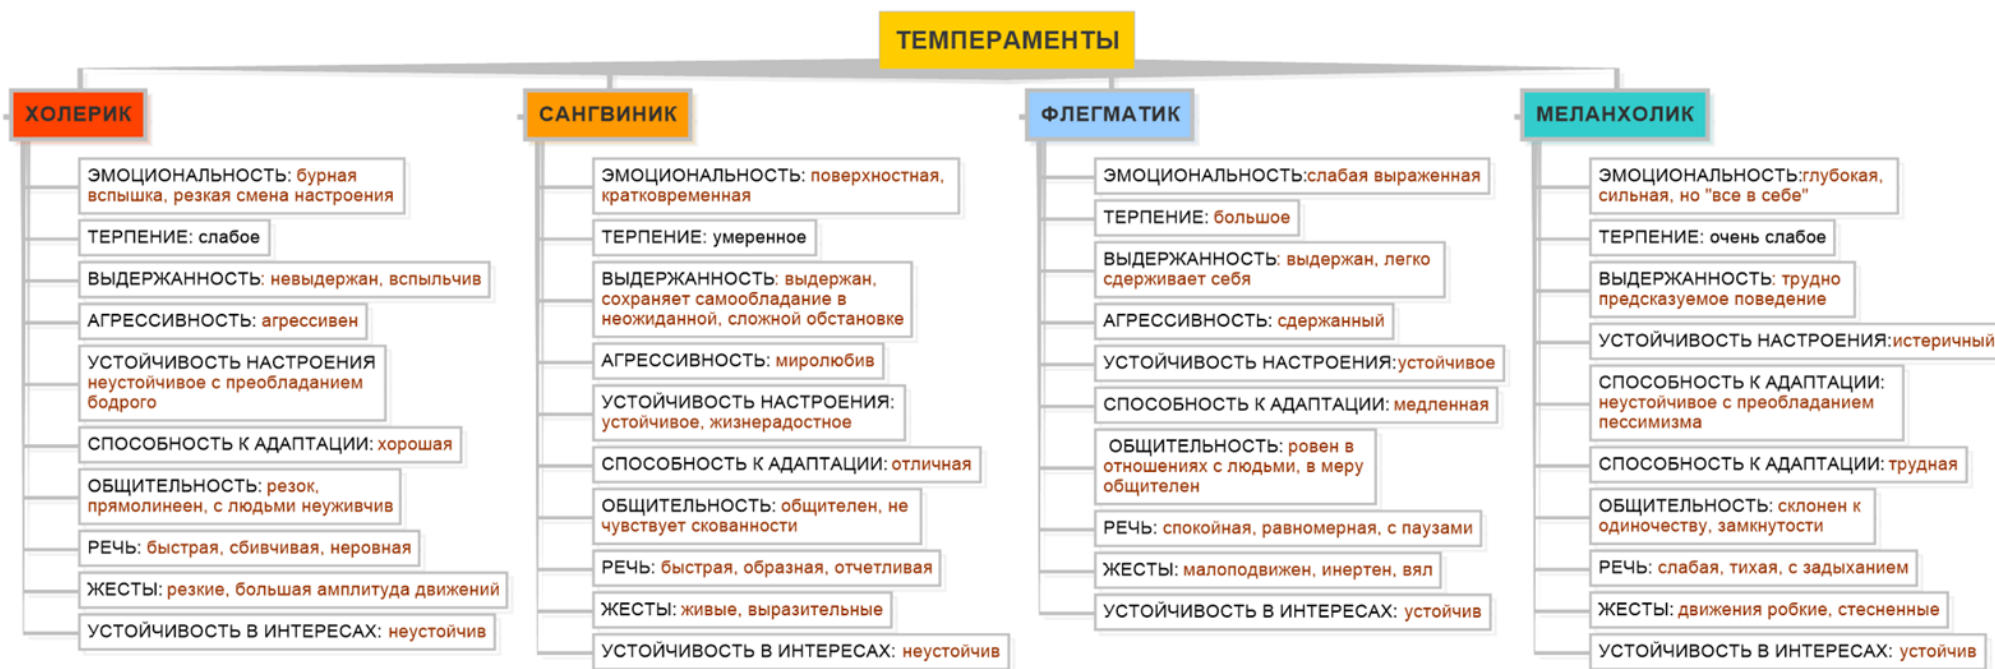 ТЕМПЕРАМЕНТЫ
ХОЛЕРИК
ЭМОЦИОНАЛЬНОСТЬ: бурная
вспышка, резкая смена настроения
ТЕРПЕНИЕ: слабое
ВЫДЕРЖАННОСТЬ: невыдержан, вспыльчив
АГРЕССИВНОСТЬ: агрессивен
УСТОЙЧИВОСТЬ НАСТРОЕНИЯ
неустойчивое с преобладанием
бодрого
СПОСОБНОСТЬ К АДАПТАЦИИ: хорошая
ОБЩИТЕЛЬНОСТЬ: резок,
прямолинеен, с людьми неуживчив
РЕЧЬ: быстрая, сбивчивая, неровная
ЖЕСТЫ: резкие, большая амплитуда движений
УСТОЙЧИВОСТЬ В ИНТЕРЕСАХ: неустойчив
САНГВИНИК
ЭМОЦИОНАЛЬНОСТЬ: поверхностная,
кратковременная
ТЕРПЕНИЕ: умеренное
ВЫДЕРЖАННОСТЬ: выдержан,
сохраняет самообладание в
неожиданной, сложной обстановке
АГРЕССИВНОСТЬ: миролюбив
УСТОЙЧИВОСТЬ НАСТРОЕНИЯ:
устойчивое, жизнерадостное
СПОСОБНОСТЬ К АДАПТАЦИИ: отличная
ОБЩИТЕЛЬНОСТЬ: общителен, не
чувствует скованности
РЕЧЬ: быстрая, образная, отчетливая
ЖЕСТЫ: живые, выразительные
УСТОЙЧИВОСТЬ В ИНТЕРЕСАХ: неустойчив
ФЛЕГМАТИК
ЭМОЦИОНАЛЬНОСТЬ:слабая выраженная
ТЕРПЕНИЕ: большое
ВЫДЕРЖАННОСТЬ: выдержан, легко
сдерживает себя
АГРЕССИВНОСТЬ: сдержанный
УСТОЙЧИВОСТЬ НАСТРОЕНИЯ:устойчивое
СПОСОБНОСТЬ К АДАПТАЦИИ: медленная
ОБЩИТЕЛЬНОСТЬ: ровен в
отношениях с людьми, в меру
общителен
РЕЧЬ: спокойная, равномерная, с паузами
ЖЕСТЫ: малоподвижен, инертен, вял
УСТОЙЧИВОСТЬ В ИНТЕРЕСАХ: устойчив
МЕЛАНХОЛИК
ЭМОЦИОНАЛЬНОСТЬ:глубокая,
сильная, но "все в себе"
ТЕРПЕНИЕ: очень слабое
ВЫДЕРЖАННОСТЬ: трудно
предсказуемое поведение
УСТОЙЧИВОСТЬ НАСТРОЕНИЯ:истеричный
СПОСОБНОСТЬ К АДАПТАЦИИ:
неустойчивое с преобладанием
пессимизма
СПОСОБНОСТЬ К АДАПТАЦИИ: трудная
ОБЩИТЕЛЬНОСТЬ: склонен к
одиночеству, замкнутости
РЕЧЬ: слабая, тихая, с задыханием
ЖЕСТЫ: движения робкие, стесненные
УСТОЙЧИВОСТЬ В ИНТЕРЕСАХ: устойчив